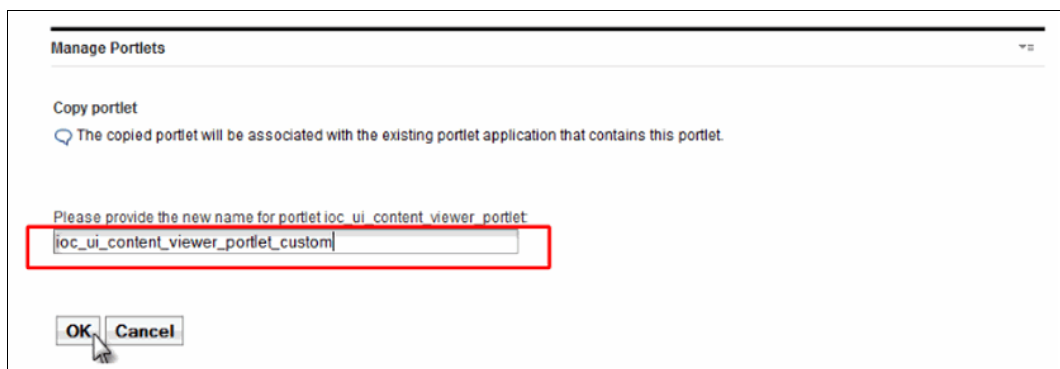 Manage Portlets
Copy portlet
The copied portlet will be associated with the existing portlet application that contains this portlet.
Please provide the new name for portlet ioc_ui_content_viewer_portlet:
ioc_ui_content_viewer_portlet_custom
OK Cancel